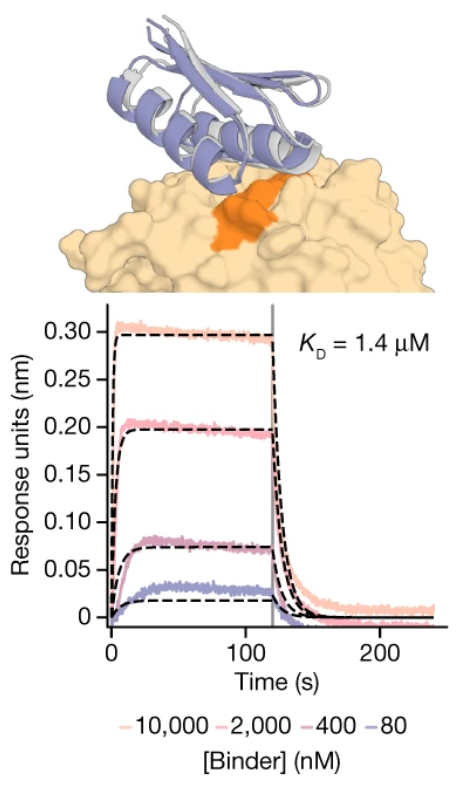 K_D = 1.4 μM
Response units (nm)
0.30
0.25
0.20
0.15
0.10
0.05
0
0 100 200
Time (s)
10,000 2,000 400 80
[Binder] (nM)